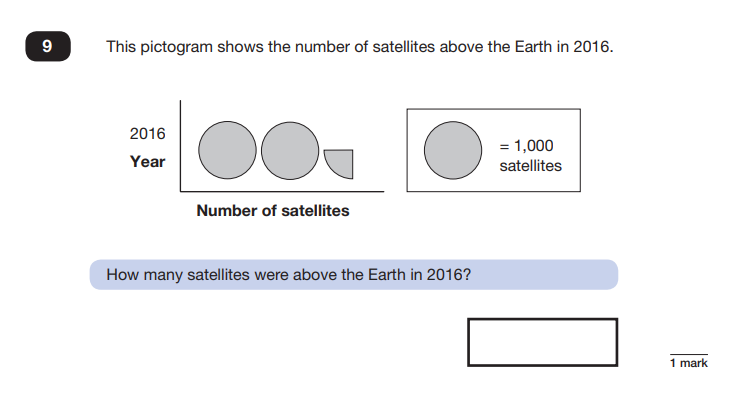 9
This pictogram shows the number of satellites above the Earth in 2016.
2016
Year
Number of satellites
= 1,000
satellites
How many satellites were above the Earth in 2016?
1 mark